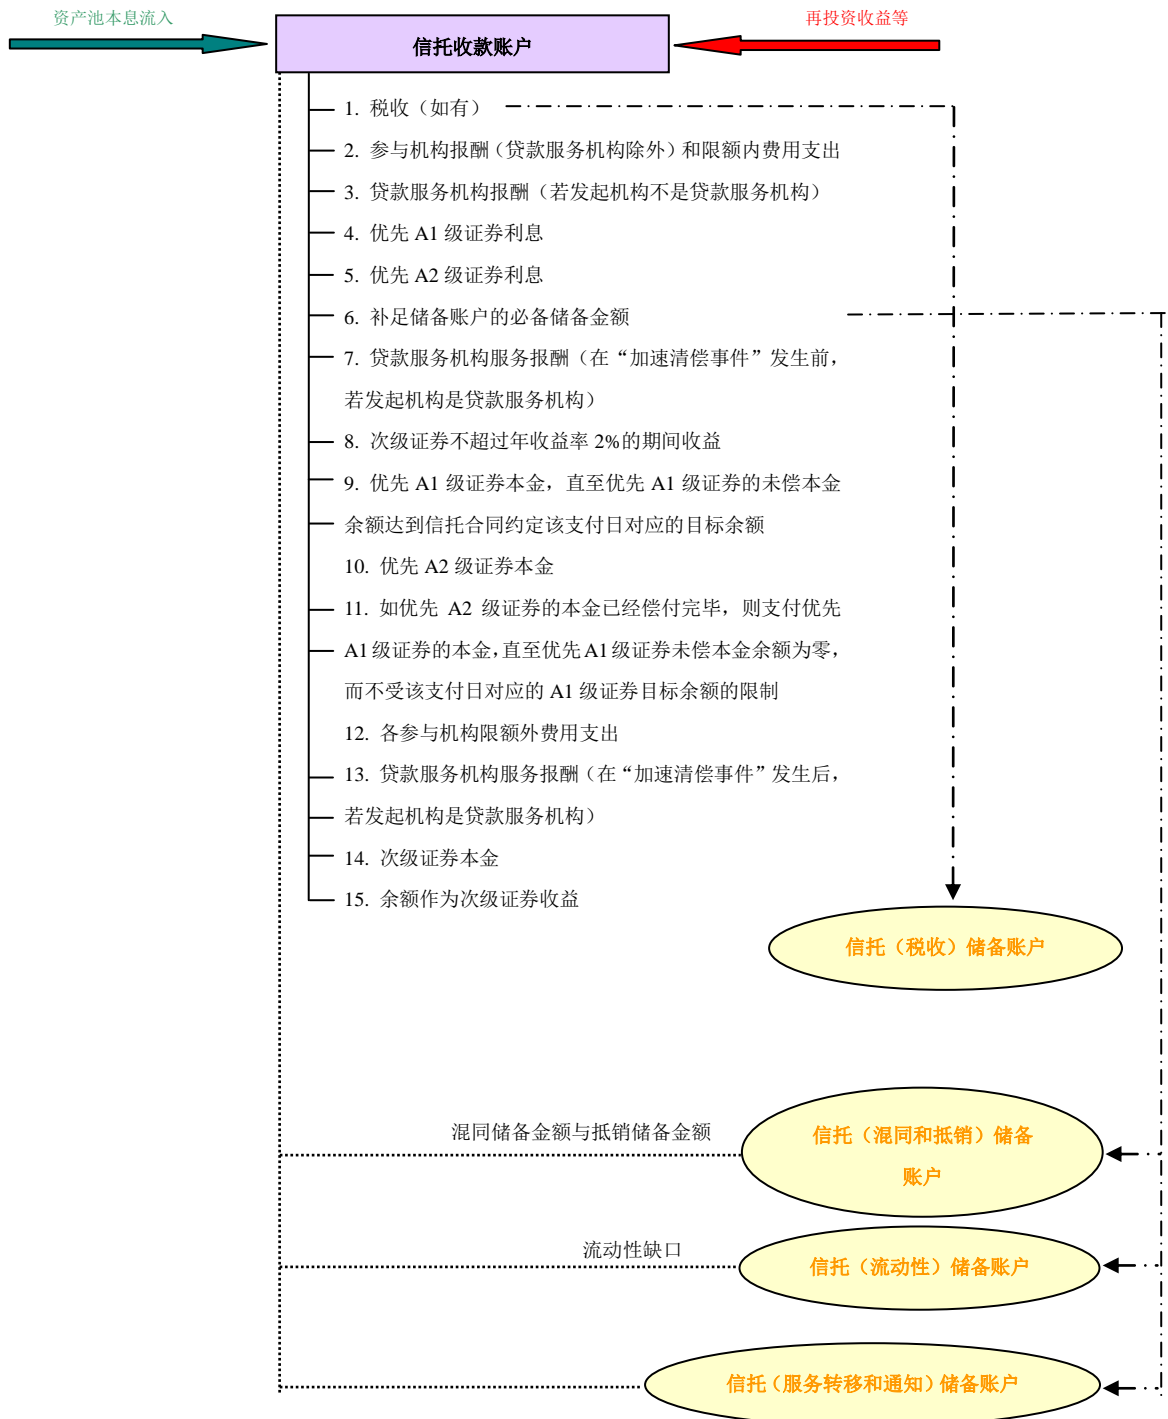 资产池本息流入
再投资收益等
信托收款账户
1. 税收（如有）
2. 参与机构报酬（贷款服务机构除外）和限额内费用支出
3. 贷款服务机构报酬（若发起机构不是贷款服务机构）
4. 优先 A1 级证券利息
5. 优先 A2 级证券利息
6. 补足储备账户的必备储备金额
7. 贷款服务机构服务报酬（在“加速清偿事件”发生前，
若发起机构是贷款服务机构）
8. 次级证券不超过年收益率 2%的期间收益
9. 优先 A1 级证券本金，直至优先 A1 级证券的未偿本金
余额达到信托合同约定该支付日对应的目标余额
10. 优先 A2 级证券本金
11. 如优先 A2 级证券的本金已经偿付完毕，则支付优先
A1 级证券的本金，直至优先 A1 级证券未偿本金余额为零，
而不受该支付日对应的 A1 级证券目标余额的限制
12. 各参与机构限额外费用支出
13. 贷款服务机构服务报酬（在“加速清偿事件”发生后，
若发起机构是贷款服务机构）
14. 次级证券本金
15. 余额作为次级证券收益
信托（税收）储备账户
混同储备金额与抵销储备金额
信托（混同和抵销）储备
账户
流动性缺口
信托（流动性）储备账户
信托（服务转移和通知）储备账户